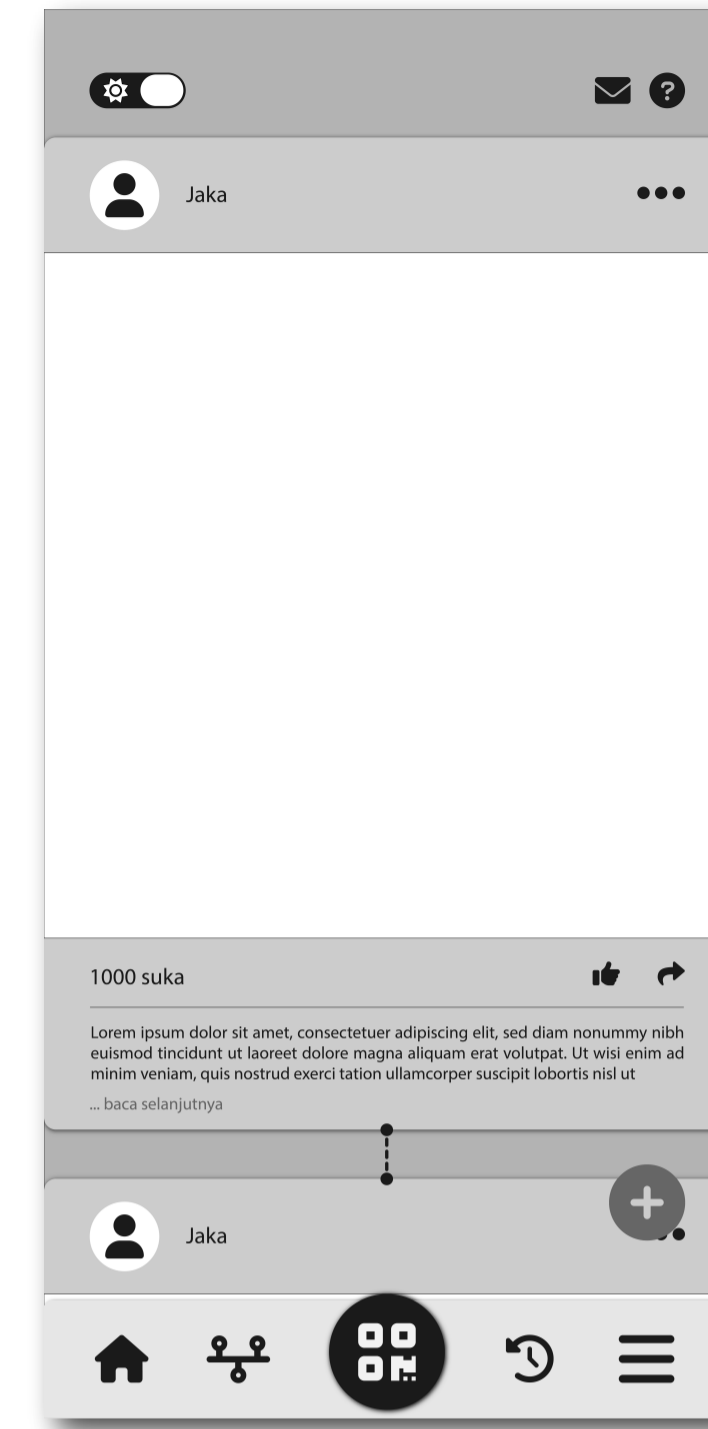 Jaka
1000 suka
Lorem ipsum dolor sit amet, consectetuer adipiscing elit, sed diam nonummy nibh
euismod tincidunt ut laoreet dolore magna aliquam erat volutpat. Ut wisi enim ad
minim veniam, quis nostrud exerci tation ullamcorper suscipit lobortis nisl ut
... baca selanjutnya
Jaka